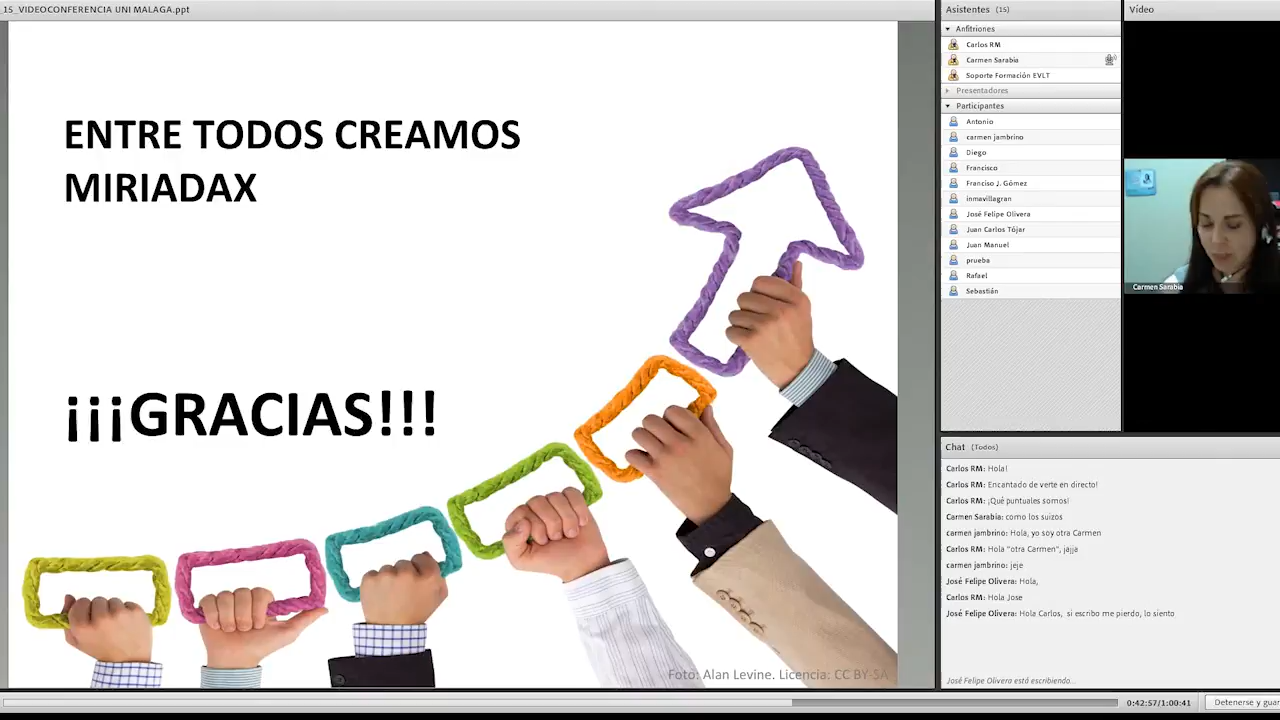 15_VIDEOCONFERENCIA UNI MALAGA.ppt
ENTRE TODOS CREAMOS
MIRIADAX
¡¡¡GRACIAS!!!
Foto: Alan Levine. Licencia: CC BY-SA
Asistentes (15)
Anfitriones
Carlos RM
Carmen Sarabia
Soporte Formación EVLT
Presentadores
Participantes
Antonio
carmen jambrino
Diego
Francisco
Franciso J. Gómez
inmavillagran
José Felipe Olivera
Juan Carlos Tójar
Juan Manuel
prueba
Rafael
Sebastián
Vídeo
Carmen Sarabia
Chat (Todos)
Carlos RM: Hola!
Carlos RM: Encantado de verte en directo!
Carlos RM: ¡Qué puntuales somos!
Carmen Sarabia: como los suizos
carmen jambrino: Hola, yo soy otra Carmen
Carlos RM: Hola "otra Carmen", jajja
carmen jambrino: jeje
José Felipe Olivera: Hola,
Carlos RM: Hola Jose
José Felipe Olivera: Hola Carlos, si escribo me pierdo, lo siento
José Felipe Olivera está escribiendo...
0:42:57/1:00:41
Detenerse y guar